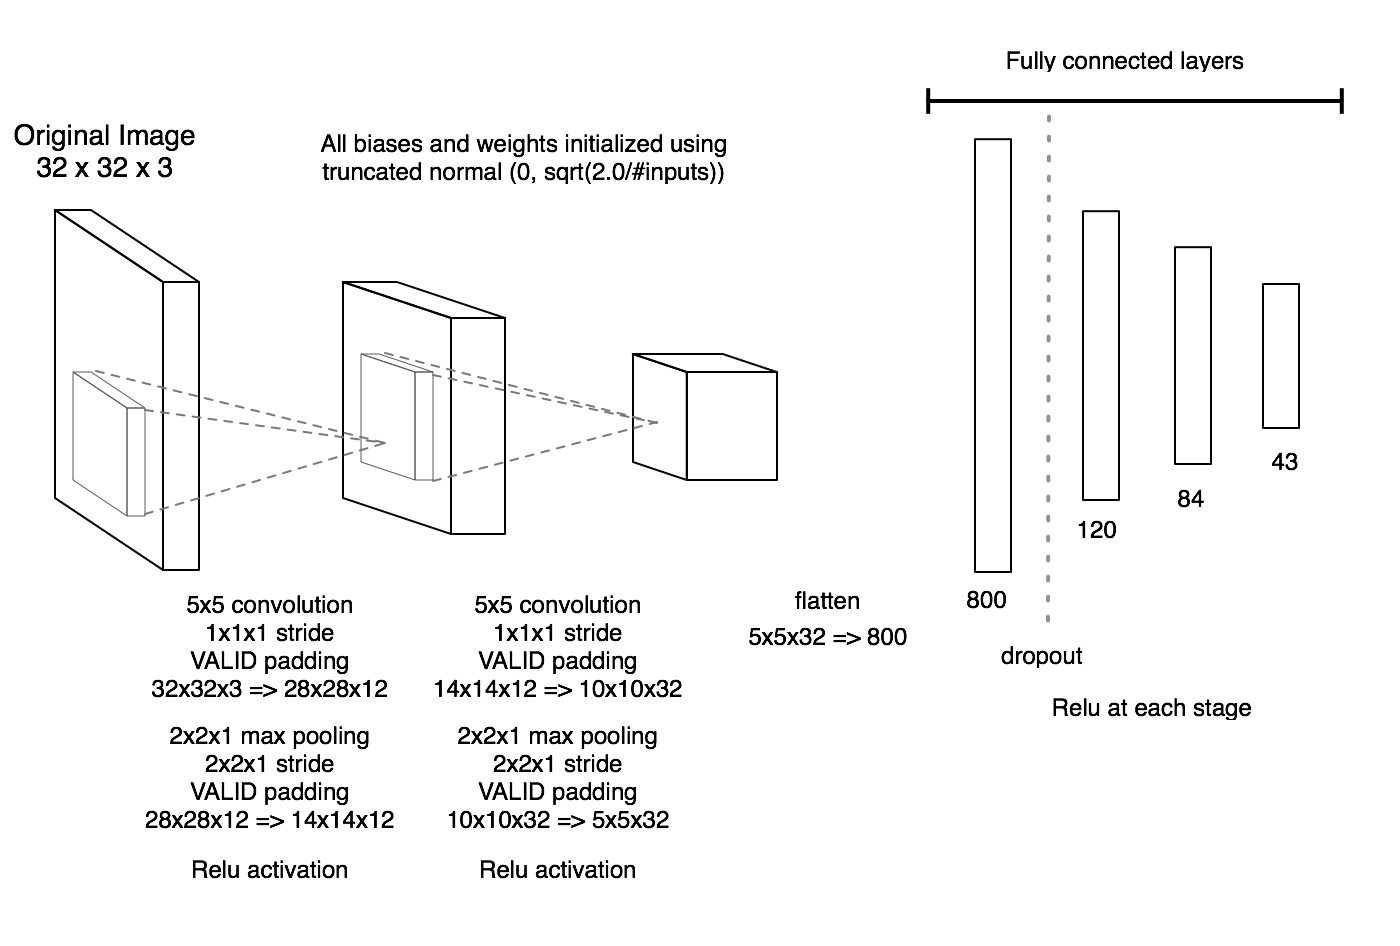 Original Image
32 x 32 x 3
All biases and weights initialized using
truncated normal (0, sqrt(2.0/#inputs))
Fully connected layers
5x5 convolution
1x1x1 stride
VALID padding
32x32x3 => 28x28x12
2x2x1 max pooling
2x2x1 stride
VALID padding
28x28x12 => 14x14x12
Relu activation
5x5 convolution
1x1x1 stride
VALID padding
14x14x12 => 10x10x32
2x2x1 max pooling
2x2x1 stride
VALID padding
10x10x32 => 5x5x32
Relu activation
flatten
5x5x32 => 800
800
dropout
120
84
43
Relu at each stage